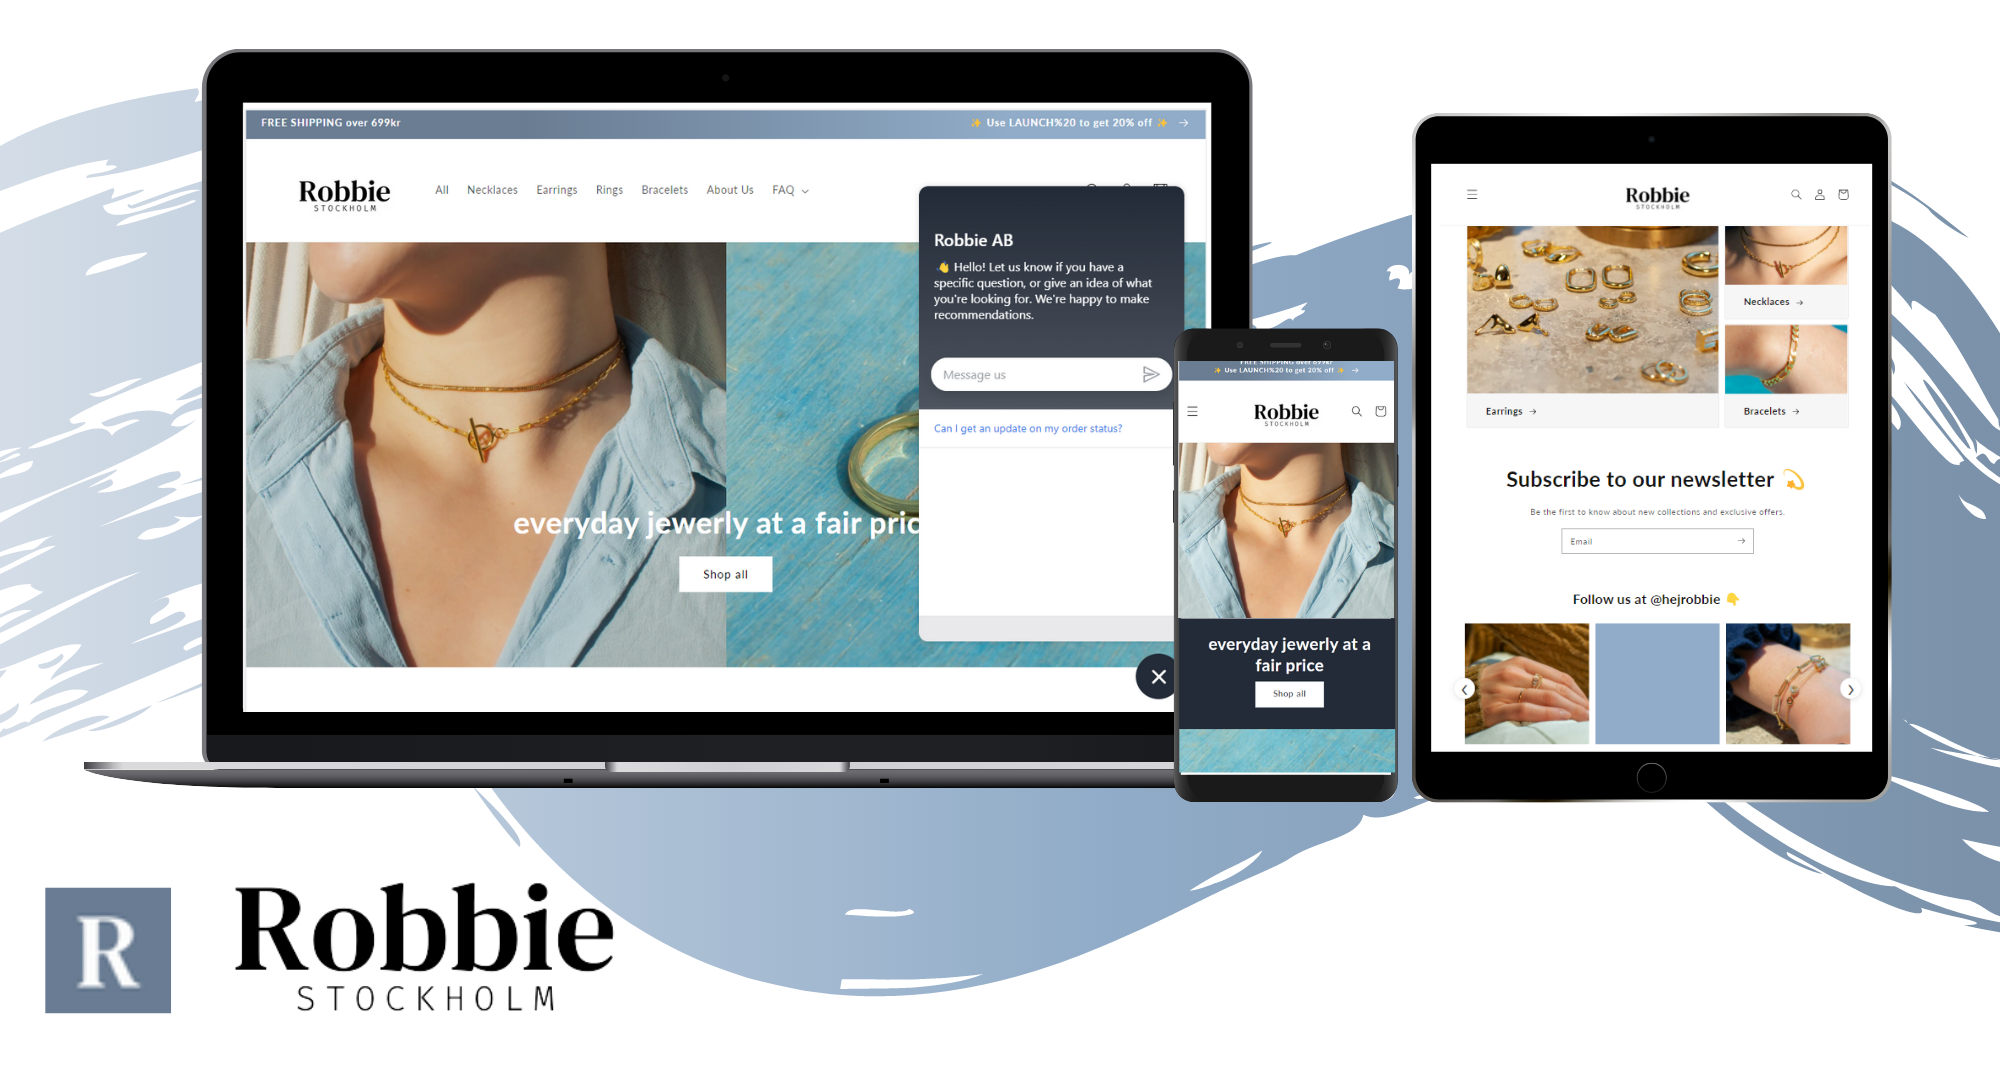 FREE SHIPPING over 699kr
✨ Use LAUNCH%20 to get 20% off ✨ →
Robbie
STOCKHOLM
All Necklaces Earrings Rings Bracelets About Us FAQ
Robbie AB
👋 Hello! Let us know if you have a
specific question, or give an idea of what
you're looking for. We're happy to make
recommendations.
Message us
Can I get an update on my order status?
everyday jewerly at a fair pric
Shop all
FREE SHIPPING over 699kr
✨ Use LAUNCH%20 to get 20% off ✨ →
Robbie
STOCKHOLM
everyday jewerly at a
fair price
Shop all
Robbie
STOCKHOLM
Necklaces →
Earrings →
Bracelets →
Subscribe to our newsletter 💫
Be the first to know about new collections and exclusive offers.
Email →
Follow us at @hejrobbie 👇
R
Robbie
STOCKHOLM